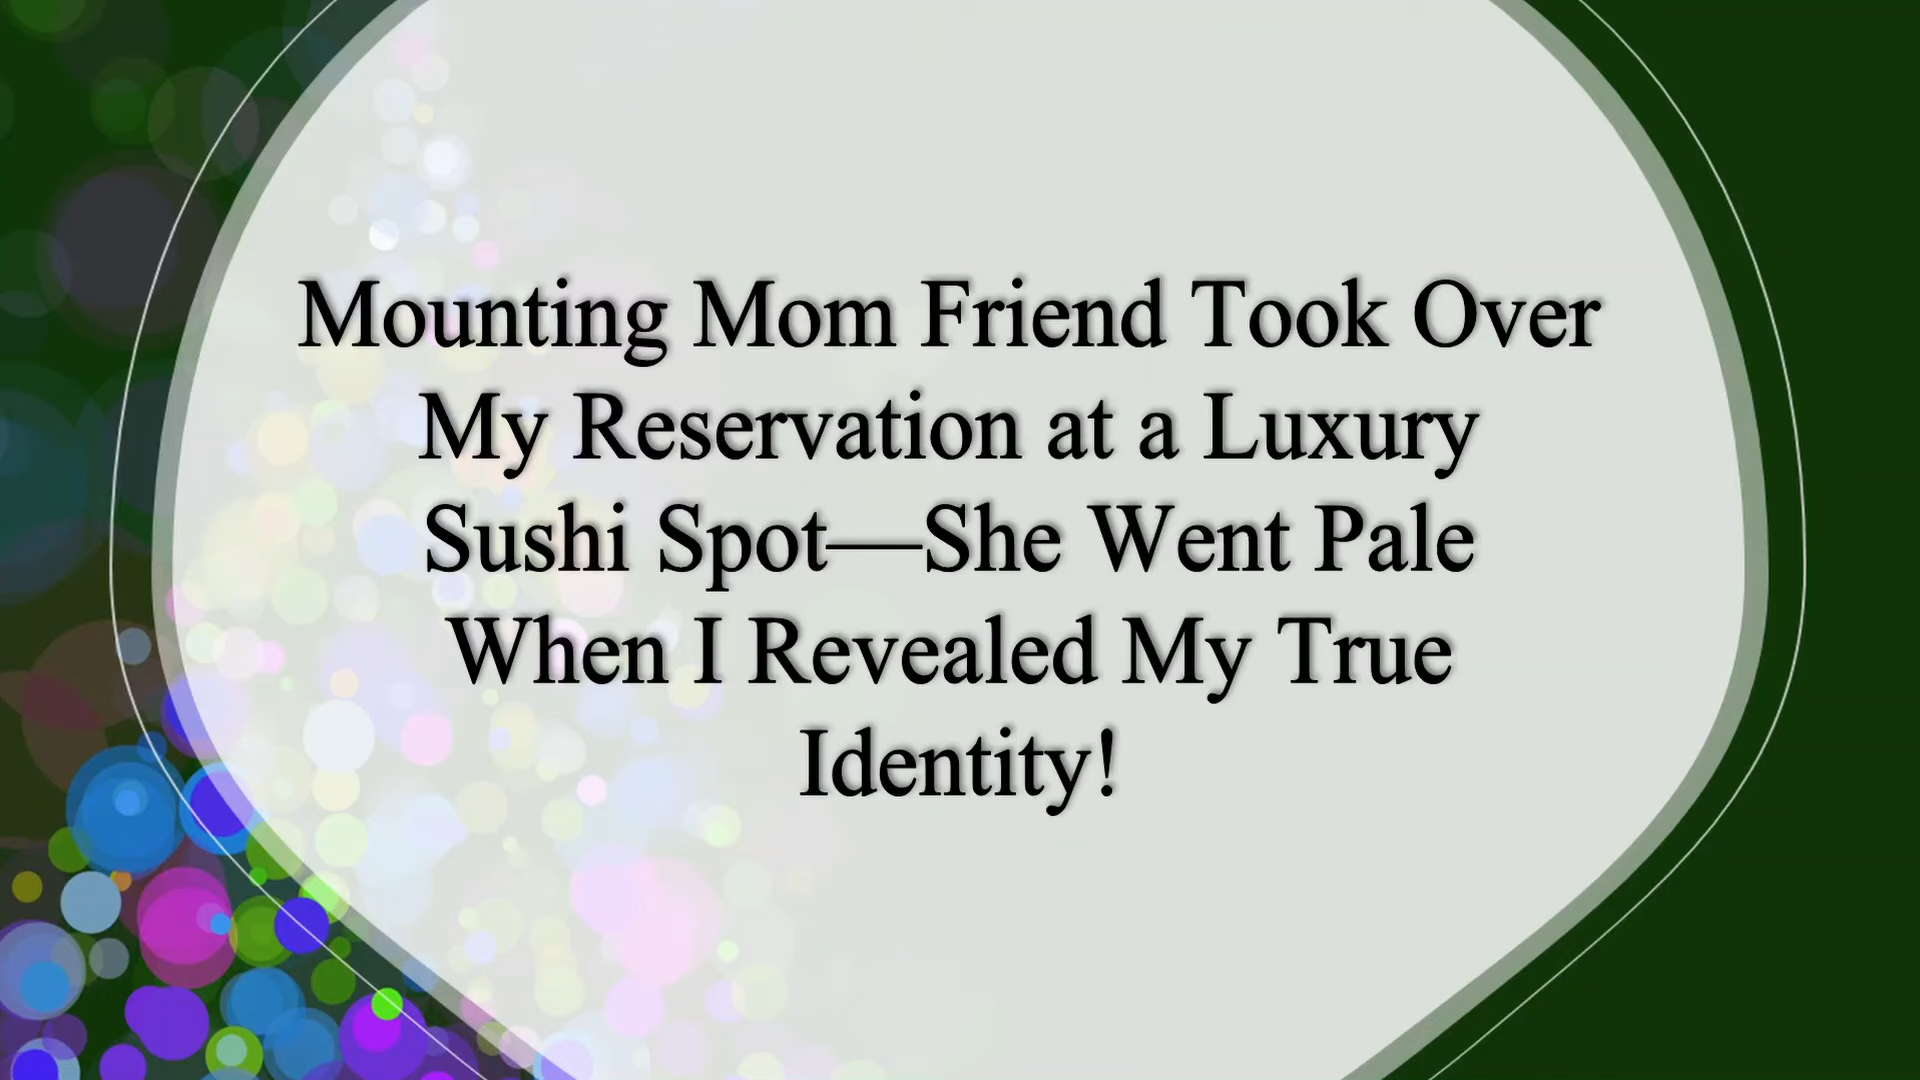 Mounting Mom Friend Took Over
My Reservation at a Luxury
Sushi Spot—She Went Pale
When I Revealed My True
Identity!